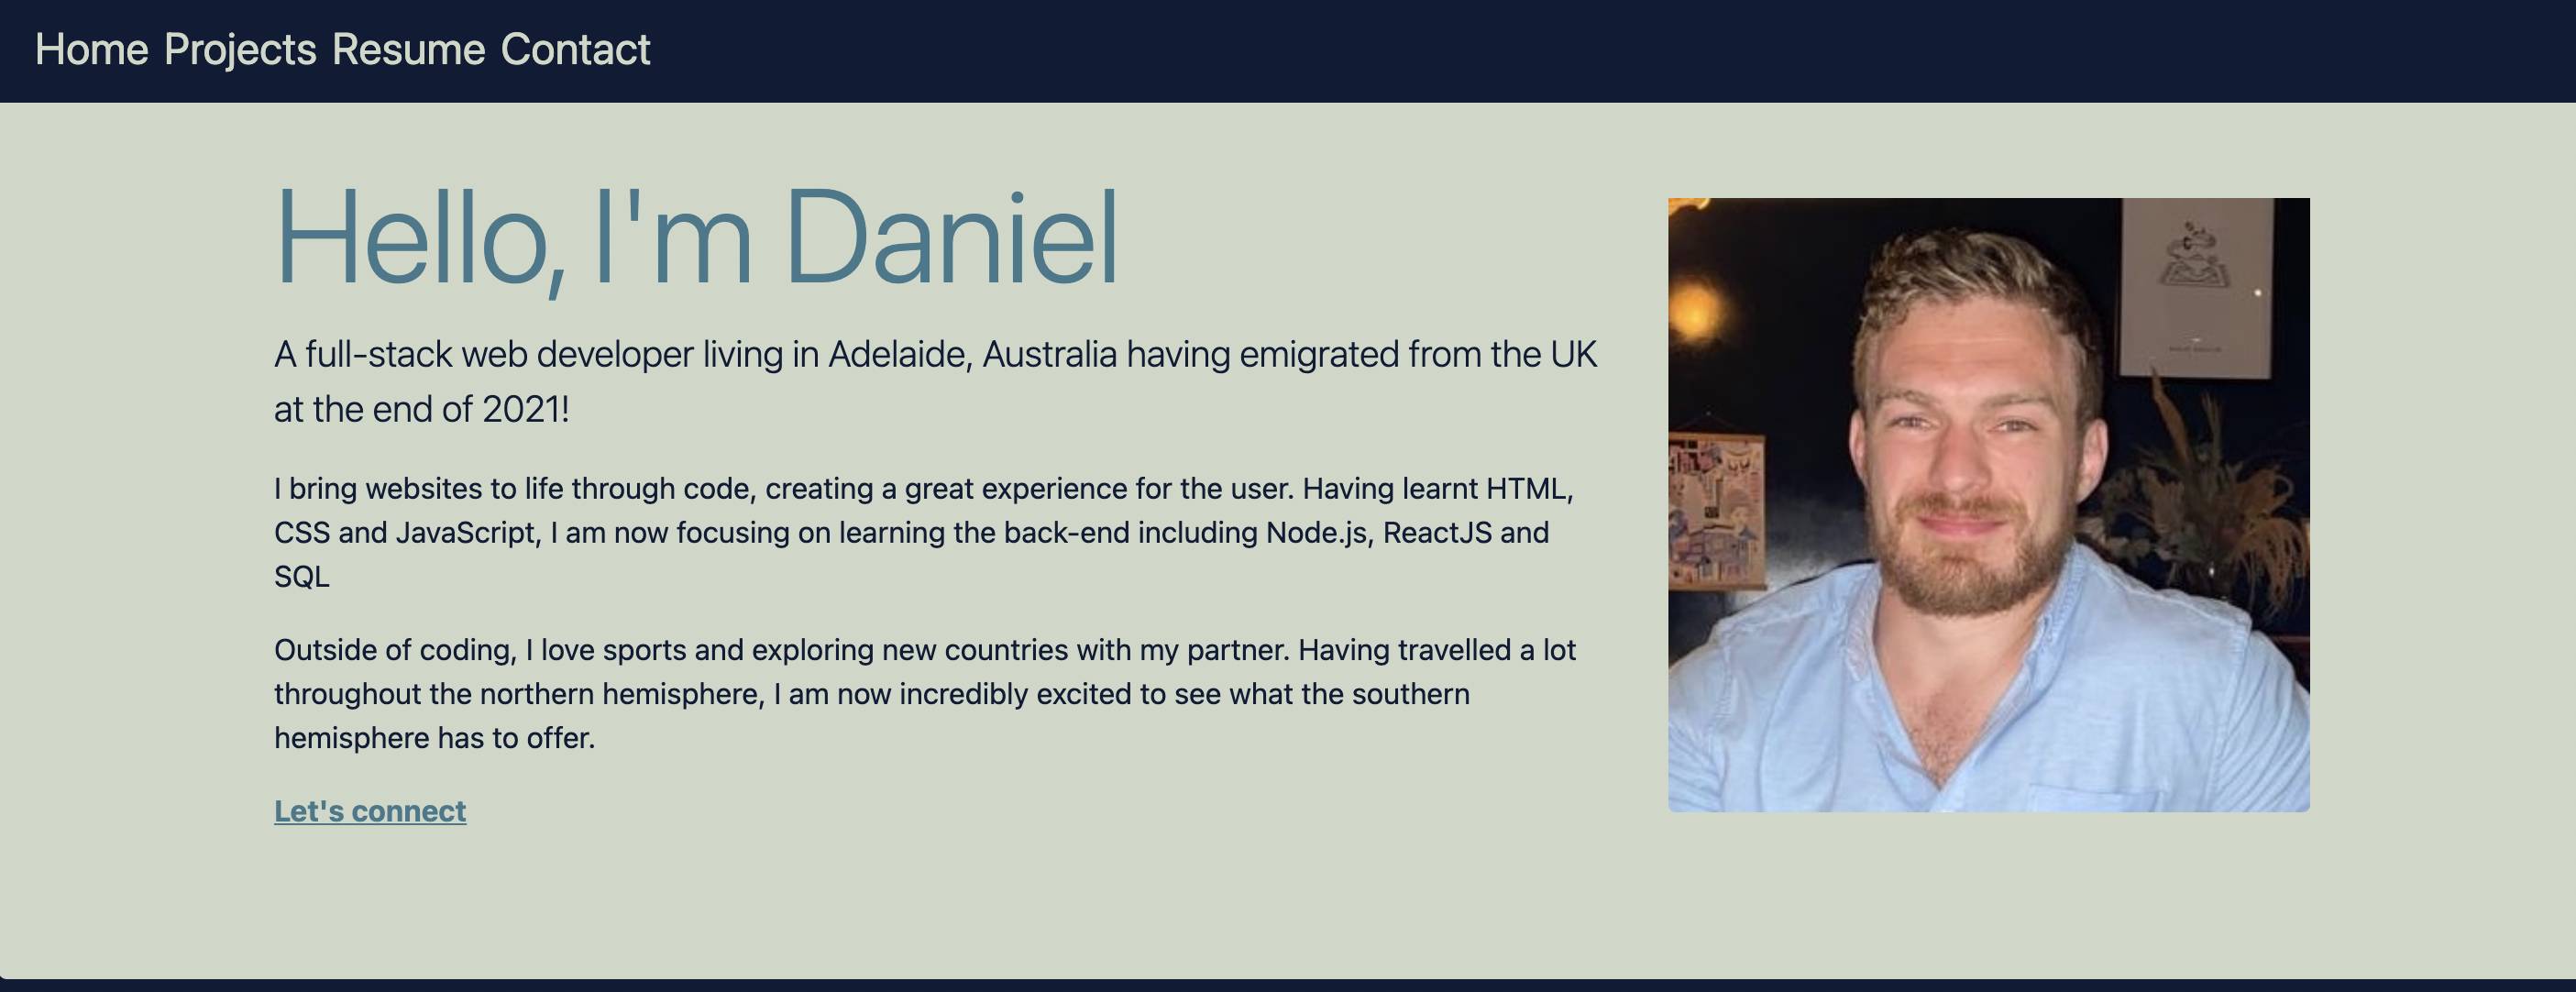 Home Projects Resume Contact
Hello, I'm Daniel
A full-stack web developer living in Adelaide, Australia having emigrated from the UK
at the end of 2021!
I bring websites to life through code, creating a great experience for the user. Having learnt HTML,
CSS and JavaScript, I am now focusing on learning the back-end including Node.js, ReactJS and
SQL
Outside of coding, I love sports and exploring new countries with my partner. Having travelled a lot
throughout the northern hemisphere, I am now incredibly excited to see what the southern
hemisphere has to offer.
Let's connect